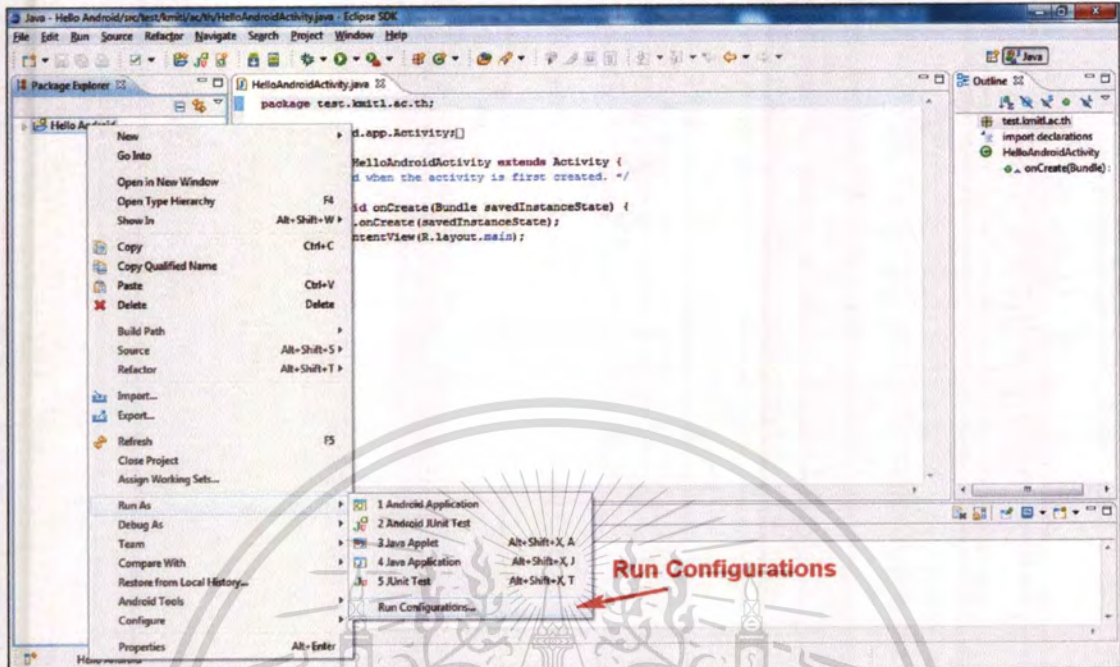 Java - Hello Android/src/test/kmitl/ac/th/HelloAndroidActivity.java - Eclipse SDK
File Edit Run Source Refactor Navigate Search Project Window Help
Java
Package Explorer
HelloAndroidActivity.java
Outline
Hello Android
package test.kmitl.ac.th;
d.app.Activity;
HelloAndroidActivity extends Activity {
d when the activity is first created. */
id onCreate(Bundle savedInstanceState) {
.onCreate(savedInstanceState);
ntentView(R.layout.main);
test.kmitl.ac.th
import declarations
HelloAndroidActivity
onCreate(Bundle) :
New
Go Into
Open in New Window
Open Type Hierarchy F4
Show In Alt+Shift+W
Copy Ctrl+C
Copy Qualified Name
Paste Ctrl+V
Delete Delete
Build Path
Source Alt+Shift+S
Refactor Alt+Shift+T
Import...
Export...
Refresh F5
Close Project
Assign Working Sets...
Run As
Debug As
Team
Compare With
Restore from Local History...
Android Tools
Configure
Properties Alt+Enter
1 Android Application
2 Android JUnit Test
3 Java Applet Alt+Shift+X, A
4 Java Application Alt+Shift+X, J
5 JUnit Test Alt+Shift+X, T
Run Configurations...
Run Configurations
Hello Android